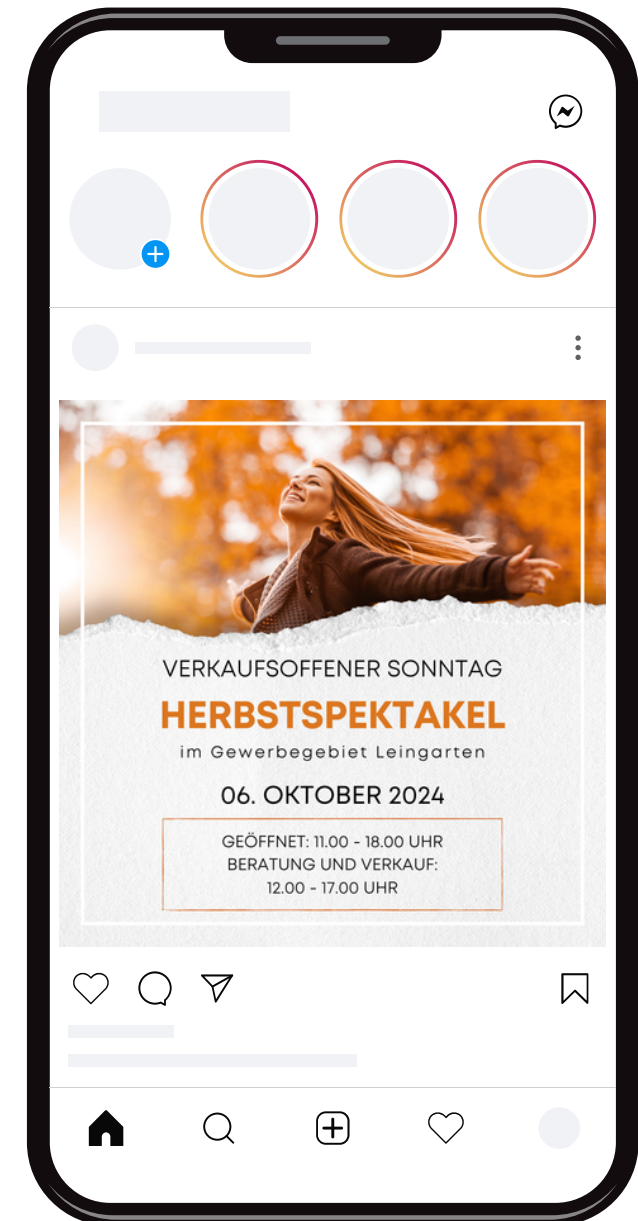 VERKAUFSOFFENER SONNTAG
HERBSTSPEKTAKEL
im Gewerbegebiet Leingarten
06. OKTOBER 2024
GEÖFFNET: 11.00 - 18.00 UHR
BERATUNG UND VERKAUF:
12.00 - 17.00 UHR